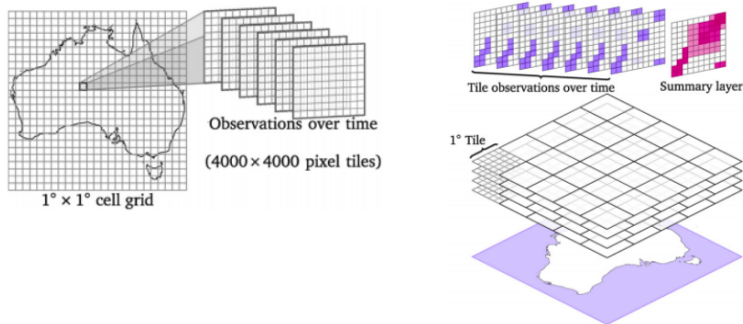 Observations over time
(4000 × 4000 pixel tiles)
1° × 1° cell grid
Tile observations over time
Summary layer
1° Tile